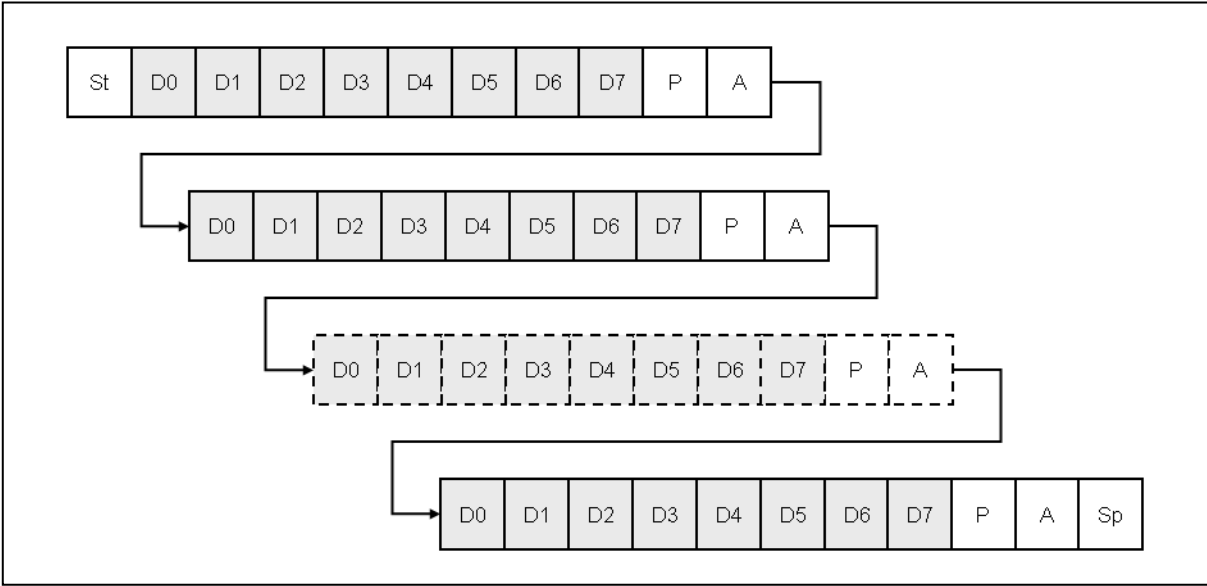 St D0 D1 D2 D3 D4 D5 D6 D7 P A
D0 D1 D2 D3 D4 D5 D6 D7 P A
D0 D1 D2 D3 D4 D5 D6 D7 P A
D0 D1 D2 D3 D4 D5 D6 D7 P A Sp